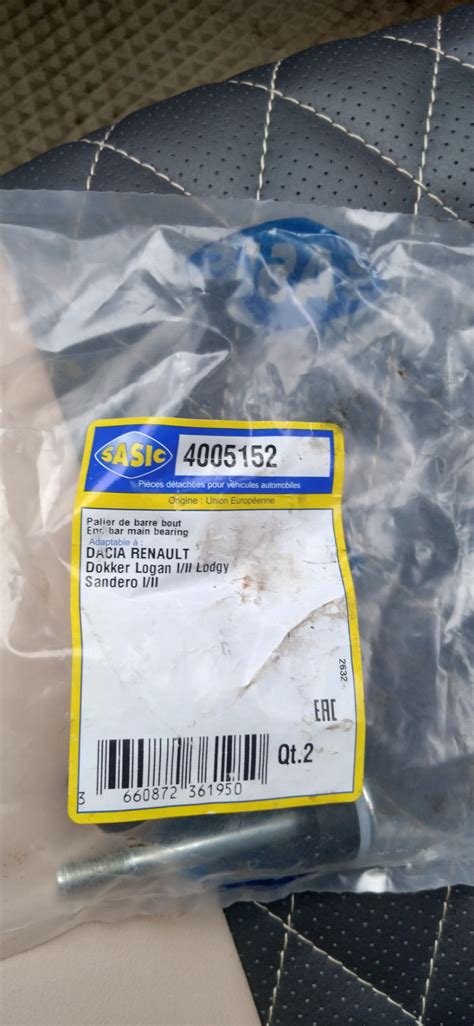 SASIC
SASIC 4005152
Pièces détachées pour véhicules automobiles
Origine : Union Européenne
Palier de barre bout
End bar main bearing
Adaptable à :
DACIA RENAULT
Dokker Logan I/II Lodgy
Sandero I/II
2632
EAC
Qt.2
3 660872 361950